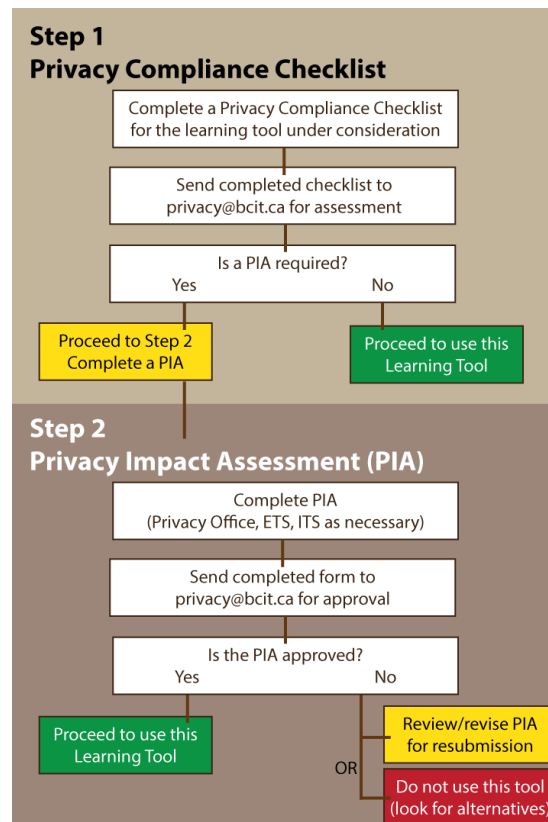 Step 1
Privacy Compliance Checklist
Complete a Privacy Compliance Checklist
for the learning tool under consideration
Send completed checklist to
privacy@bcit.ca for assessment
Is a PIA required?
Yes No
Proceed to Step 2
Complete a PIA
Proceed to use this
Learning Tool
Step 2
Privacy Impact Assessment (PIA)
Complete PIA
(Privacy Office, ETS, ITS as necessary)
Send completed form to
privacy@bcit.ca for approval
Is the PIA approved?
Yes No
Proceed to use this
Learning Tool
Review/revise PIA
for resubmission
OR
Do not use this tool
(look for alternatives)